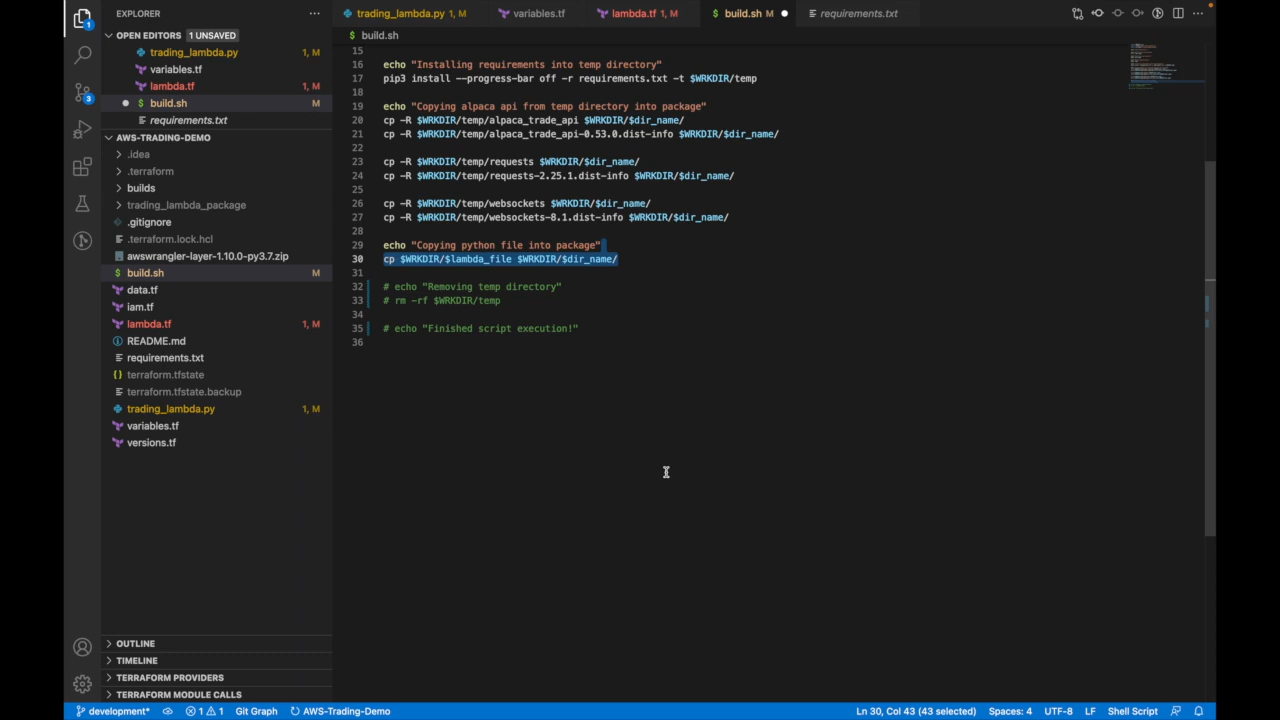 EXPLORER
trading_lambda.py 1, M
variables.tf
lambda.tf 1, M
build.sh M
requirements.txt
OPEN EDITORS 1 UNSAVED
trading_lambda.py 1, M
variables.tf
lambda.tf 1, M
build.sh M
requirements.txt
AWS-TRADING-DEMO
.idea
.terraform
builds
trading_lambda_package
.gitignore
.terraform.lock.hcl
awswrangler-layer-1.10.0-py3.7.zip
build.sh M
data.tf
iam.tf
lambda.tf 1, M
README.md
requirements.txt
terraform.tfstate
terraform.tfstate.backup
trading_lambda.py 1, M
variables.tf
versions.tf
OUTLINE
TIMELINE
TERRAFORM PROVIDERS
TERRAFORM MODULE CALLS
1
3
build.sh
15
16 echo "Installing requirements into temp directory"
17 pip3 install --progress-bar off -r requirements.txt -t $WRKDIR/temp
18
19 echo "Copying alpaca api from temp directory into package"
20 cp -R $WRKDIR/temp/alpaca_trade_api $WRKDIR/$dir_name/
21 cp -R $WRKDIR/temp/alpaca_trade_api-0.53.0.dist-info $WRKDIR/$dir_name/
22
23 cp -R $WRKDIR/temp/requests $WRKDIR/$dir_name/
24 cp -R $WRKDIR/temp/requests-2.25.1.dist-info $WRKDIR/$dir_name/
25
26 cp -R $WRKDIR/temp/websockets $WRKDIR/$dir_name/
27 cp -R $WRKDIR/temp/websockets-8.1.dist-info $WRKDIR/$dir_name/
28
29 echo "Copying python file into package"
30 cp $WRKDIR/$lambda_file $WRKDIR/$dir_name/
31
32 # echo "Removing temp directory"
33 # rm -rf $WRKDIR/temp
34
35 # echo "Finished script execution!"
36
development* 1 1 Git Graph AWS-Trading-Demo Ln 30, Col 43 (43 selected) Spaces: 4 UTF-8 LF Shell Script